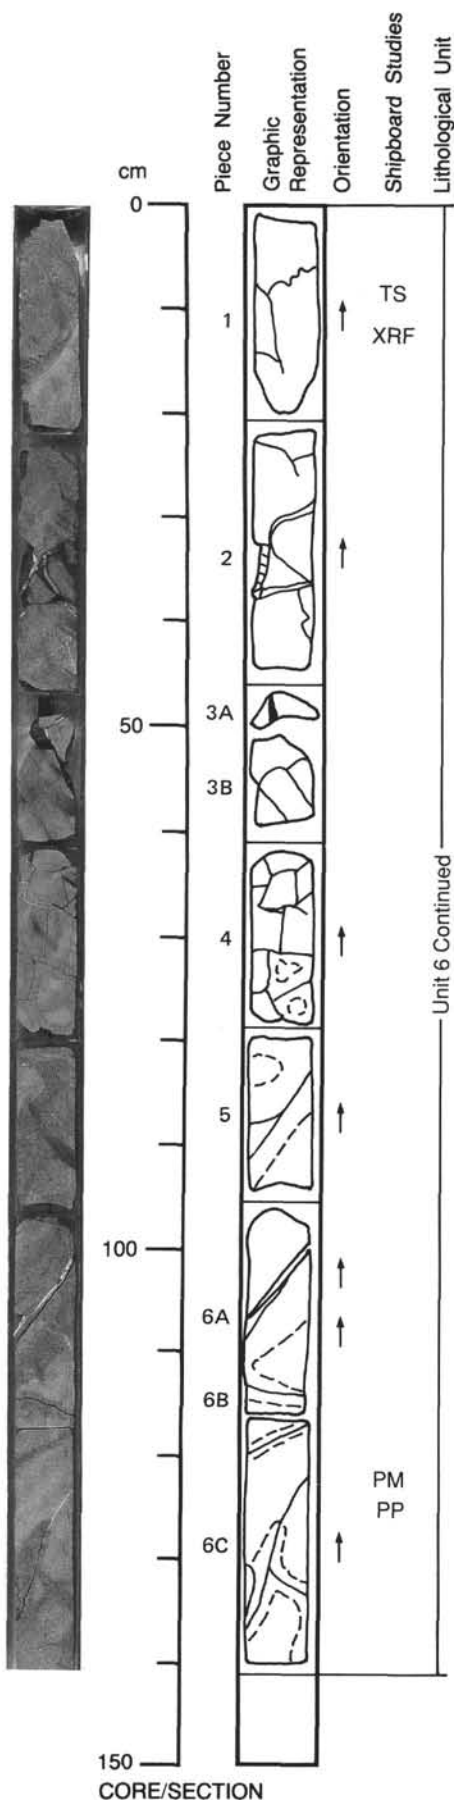 cm
Piece Number
Graphic
Representation
Orientation
Shipboard Studies
Lithological Unit
0
1
TS
XRF
2
3A
50
3B
4
Unit 6 Continued
5
100
6A
6B
PM
PP
6C
150
CORE/SECTION